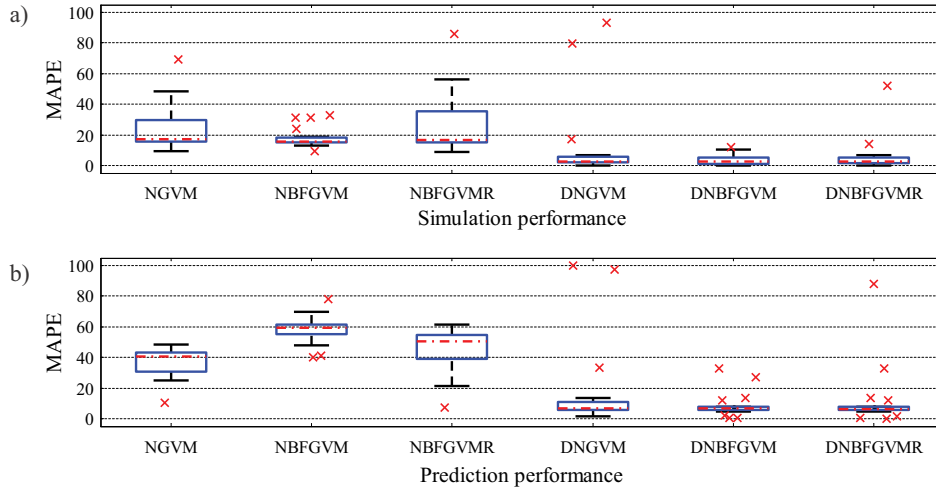 a)
MAPE
100
80
60
40
20
0
NGVM NBFGVM NBFGVMR DNGVM DNBFGVM DNBFGVMR
Simulation performance
b)
MAPE
100
80
60
40
20
0
NGVM NBFGVM NBFGVMR DNGVM DNBFGVM DNBFGVMR
Prediction performance